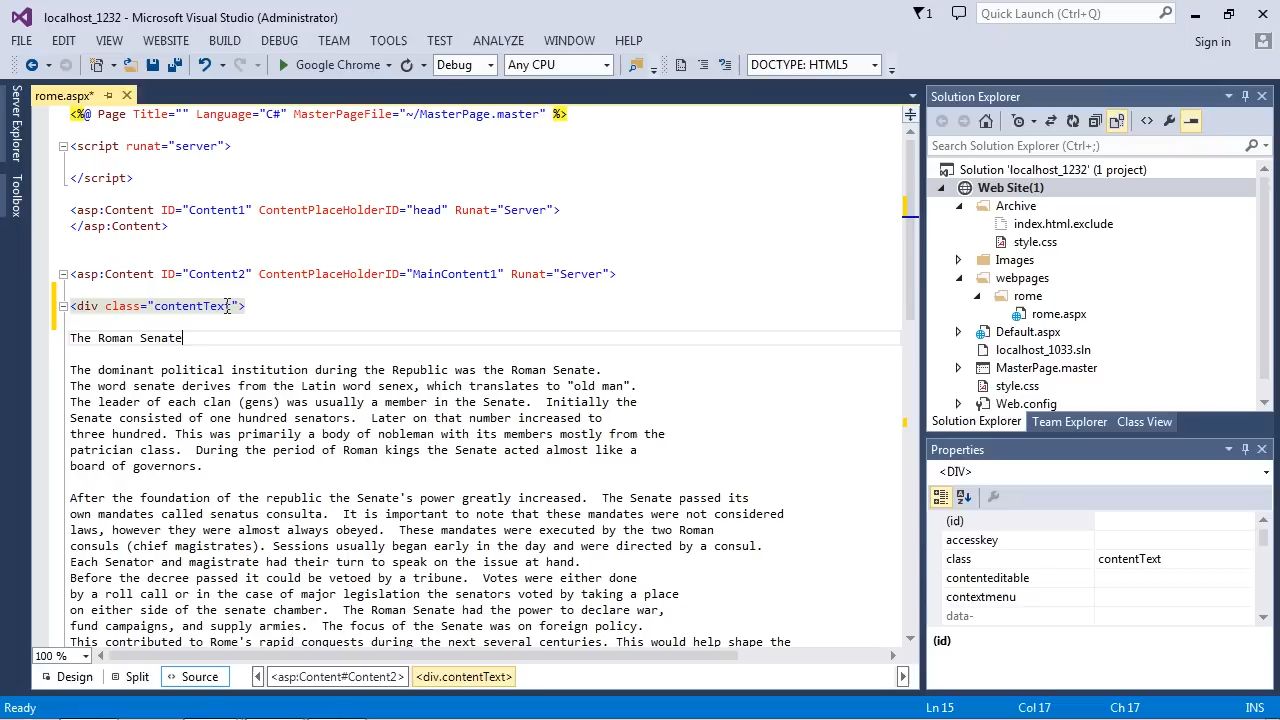 localhost_1232 - Microsoft Visual Studio (Administrator)
1
Quick Launch (Ctrl+Q)
FILE EDIT VIEW WEBSITE BUILD DEBUG TEAM TOOLS TEST ANALYZE WINDOW HELP
Sign in
Google Chrome
Debug
Any CPU
DOCTYPE: HTML5
Server Explorer
Toolbox
rome.aspx*
<%@ Page Title="" Language="C#" MasterPageFile="~/MasterPage.master" %>
<script runat="server">
</script>
<asp:Content ID="Content1" ContentPlaceHolderID="head" Runat="Server">
</asp:Content>
<asp:Content ID="Content2" ContentPlaceHolderID="MainContent1" Runat="Server">
<div class="contentText">
The Roman Senate
The dominant political institution during the Republic was the Roman Senate.
The word senate derives from the Latin word senex, which translates to "old man".
The leader of each clan (gens) was usually a member in the Senate.  Initially the
Senate consisted of one hundred senators.  Later on that number increased to
three hundred. This was primarily a body of nobleman with its members mostly from the
patrician class.  During the period of Roman kings the Senate acted almost like a
board of governors.
After the foundation of the republic the Senate's power greatly increased.  The Senate passed its
own mandates called senatus consulta.  It is important to note that these mandates were not considered
laws, however they were almost always obeyed.  These mandates were executed by the two Roman
consuls (chief magistrates). Sessions usually began early in the day and were directed by a consul.
Each Senator and magistrate had their turn to speak on the issue at hand.
Before the decree passed it could be vetoed by a tribune.  Votes were either done
by a roll call or in the case of major legislation the senators voted by taking a place
on either side of the senate chamber.  The Roman Senate had the power to declare war,
fund campaigns, and supply armies.  The focus of the Senate was on foreign policy.
This contributed to Rome's rapid conquests during the next several centuries. This would help shape the
100 %
Design
Split
Source
<asp:Content#Content2>
<div.contentText>
Solution Explorer
Search Solution Explorer (Ctrl+;)
Solution 'localhost_1232' (1 project)
Web Site(1)
Archive
index.html.exclude
style.css
Images
webpages
rome
rome.aspx
Default.aspx
localhost_1033.sln
MasterPage.master
style.css
Web.config
Solution Explorer Team Explorer Class View
Properties
<DIV>
(id)
accesskey
class contentText
contenteditable
contextmenu
data-
(id)
Ready
Ln 15
Col 17
Ch 17
INS